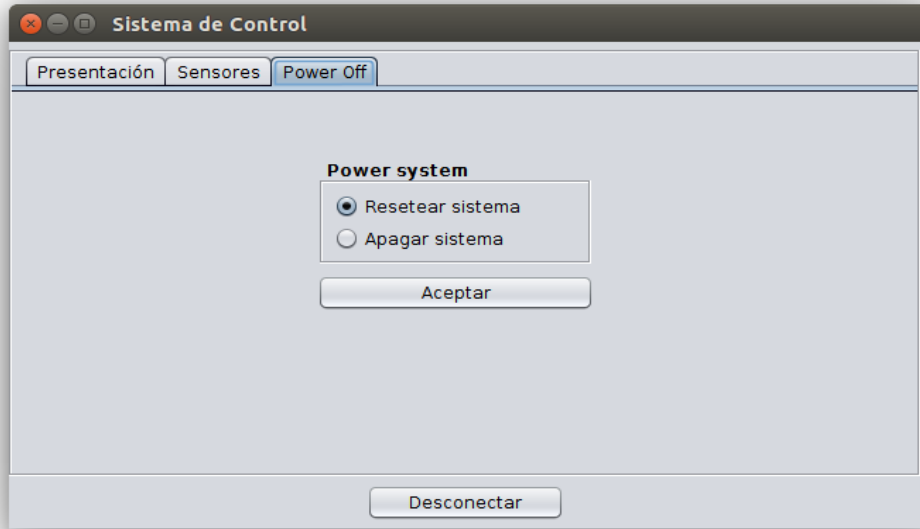 Sistema de Control
Presentación Sensores Power Off
Power system
Resetear sistema
Apagar sistema
Aceptar
Desconectar